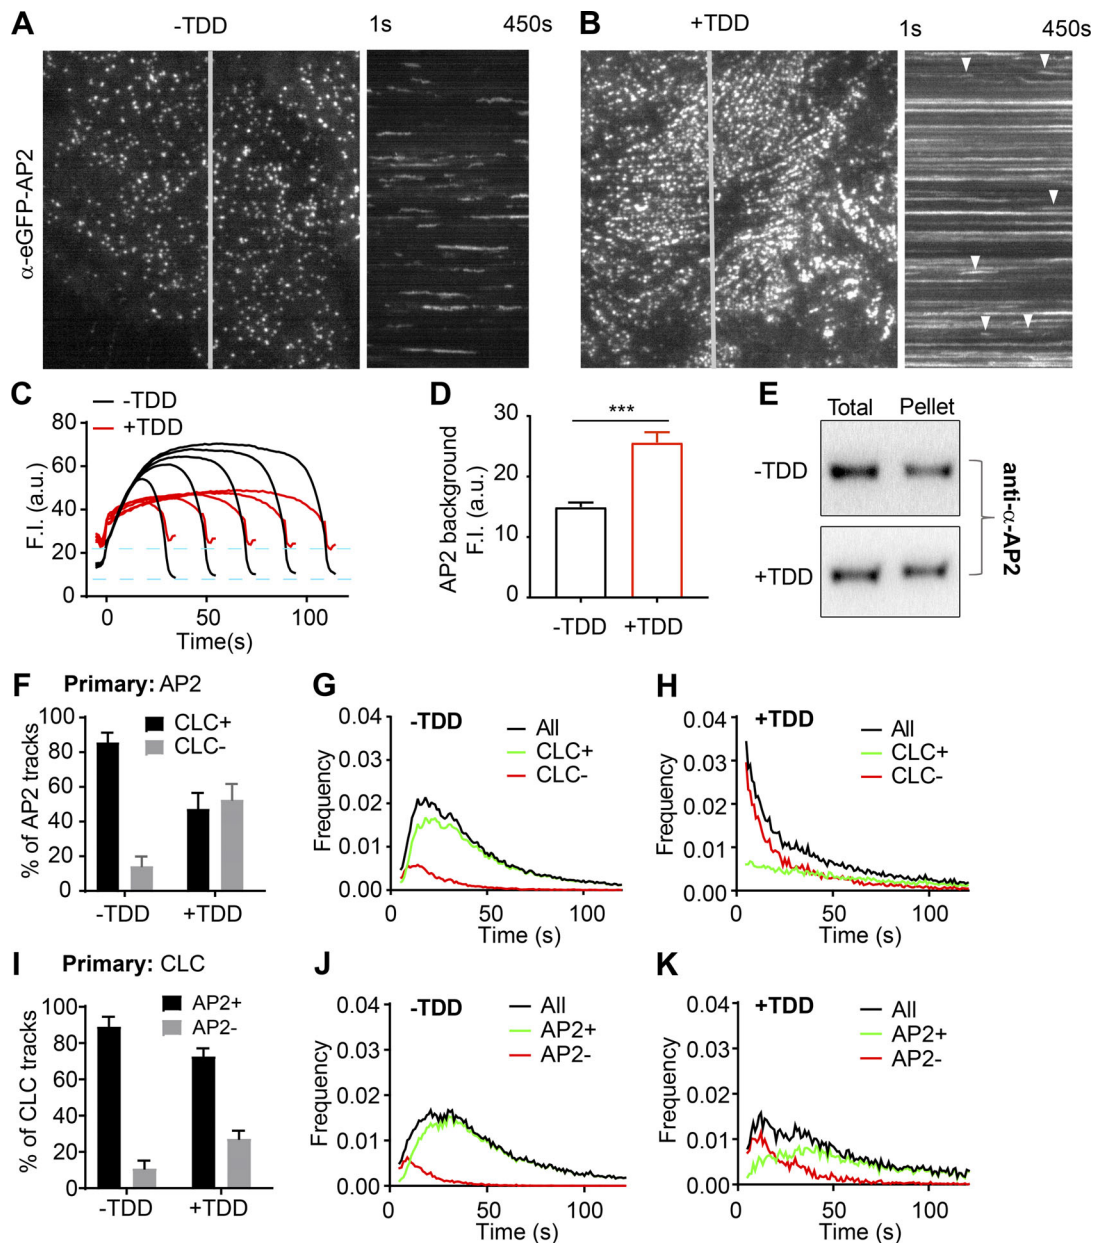 A
-TDD
1s
450s
B
+TDD
1s
450s
α-eGFP-AP2
C
-TDD
+TDD
F.I. (a.u.)
80
60
40
20
0
0
50
100
Time(s)
D
AP2 background
F.I. (a.u.)
30
20
10
0
***
-TDD
+TDD
E
Total
Pellet
-TDD
+TDD
anti-α-AP2
F
Primary: AP2
% of AP2 tracks
100
80
60
40
20
0
CLC+
CLC-
-TDD
+TDD
G
-TDD
Frequency
0.04
0.03
0.02
0.01
0.00
All
CLC+
CLC-
0
50
100
Time (s)
H
+TDD
Frequency
0.04
0.03
0.02
0.01
0.00
All
CLC+
CLC-
0
50
100
Time (s)
I
Primary: CLC
% of CLC tracks
100
80
60
40
20
0
AP2+
AP2-
-TDD
+TDD
J
-TDD
Frequency
0.04
0.03
0.02
0.01
0.00
All
AP2+
AP2-
0
50
100
Time (s)
K
+TDD
Frequency
0.04
0.03
0.02
0.01
0.00
All
AP2+
AP2-
0
50
100
Time (s)